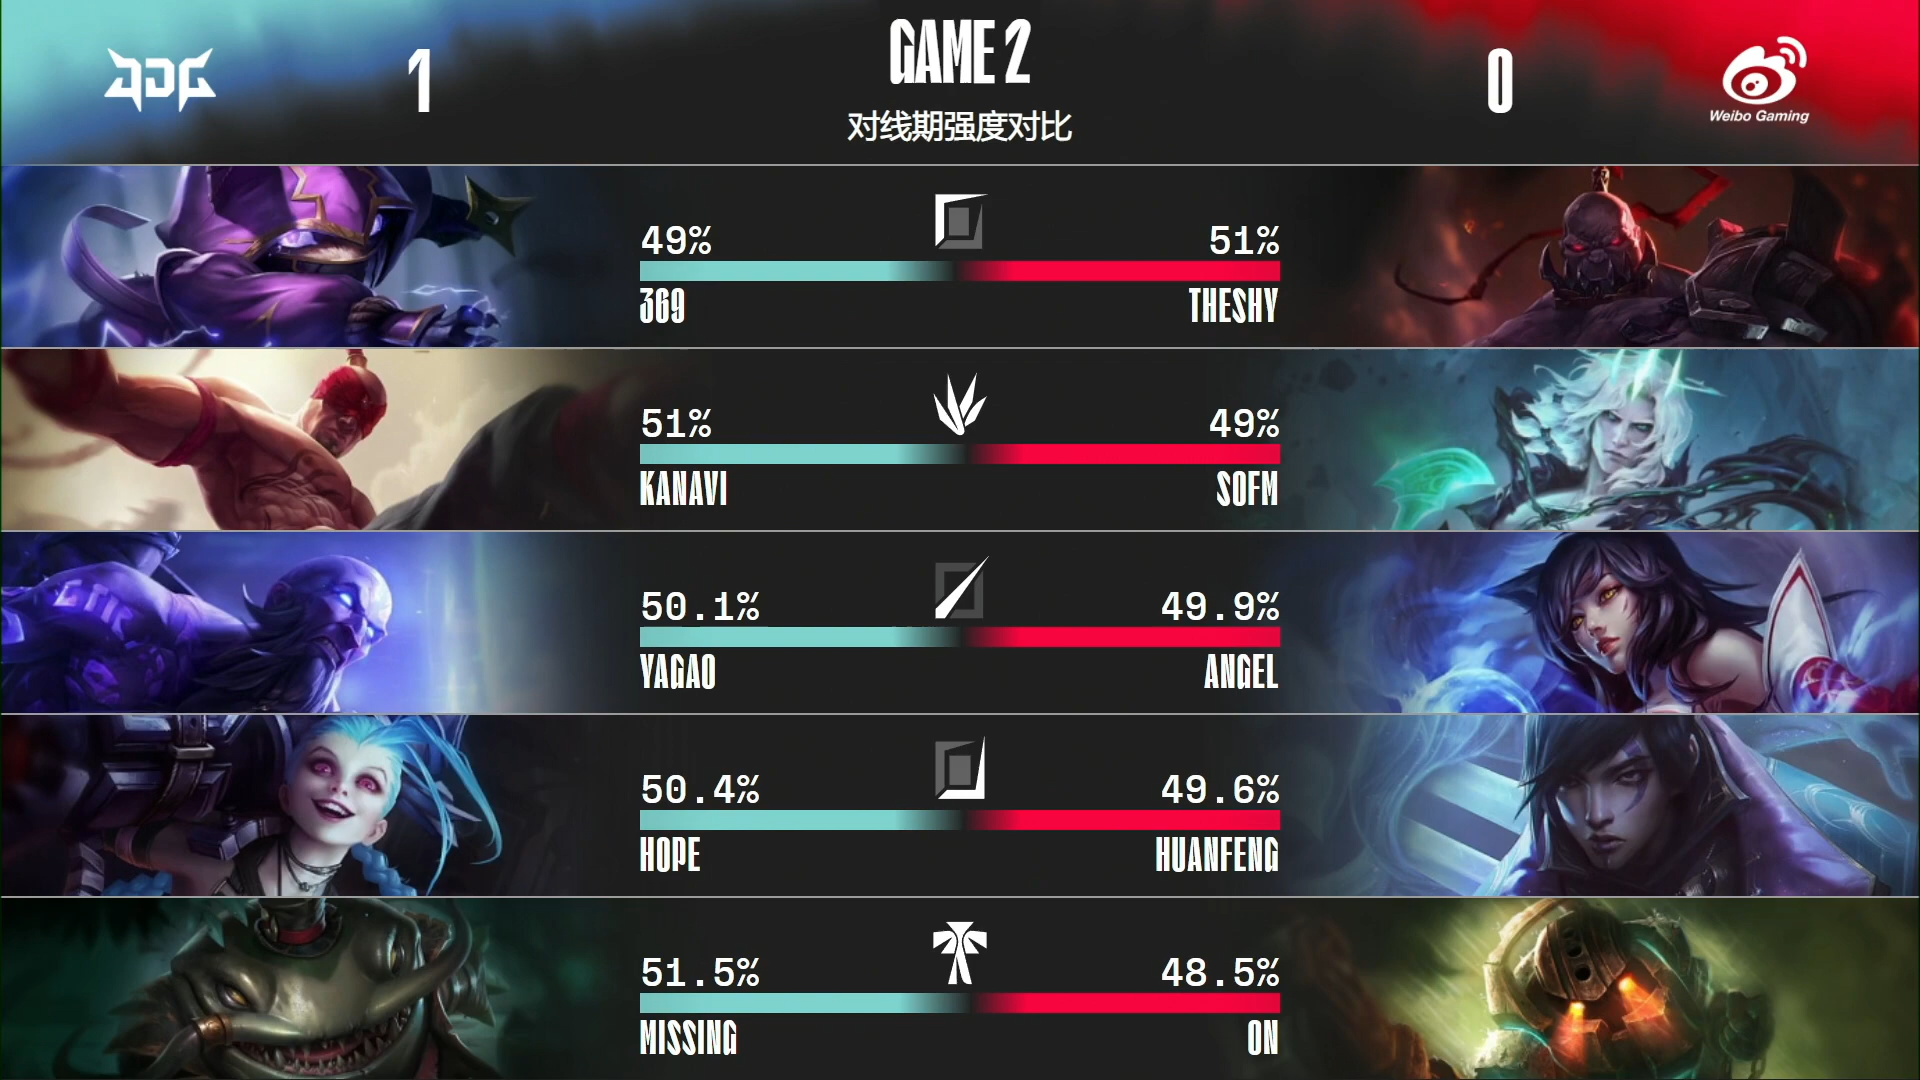 JDG
1
GAME 2
0
Weibo Gaming
对线期强度对比
49%
51%
369
THESHY
51%
49%
KANAVI
SOFM
50.1%
49.9%
YAGAO
ANGEL
50.4%
49.6%
HOPE
HUANFENG
51.5%
48.5%
MISSING
ON